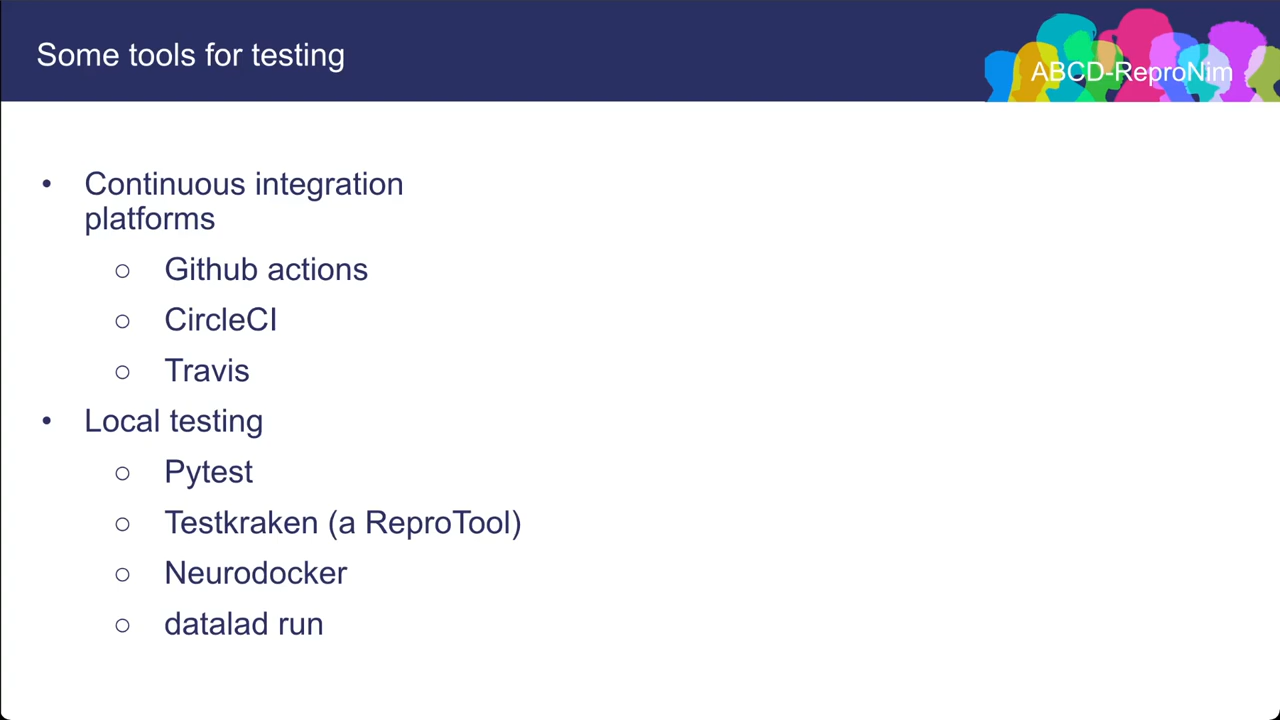 Some tools for testing
ABCD-ReproNim
• Continuous integration
platforms
○ Github actions
○ CircleCI
○ Travis
• Local testing
○ Pytest
○ Testkraken (a ReproTool)
○ Neurodocker
○ datalad run